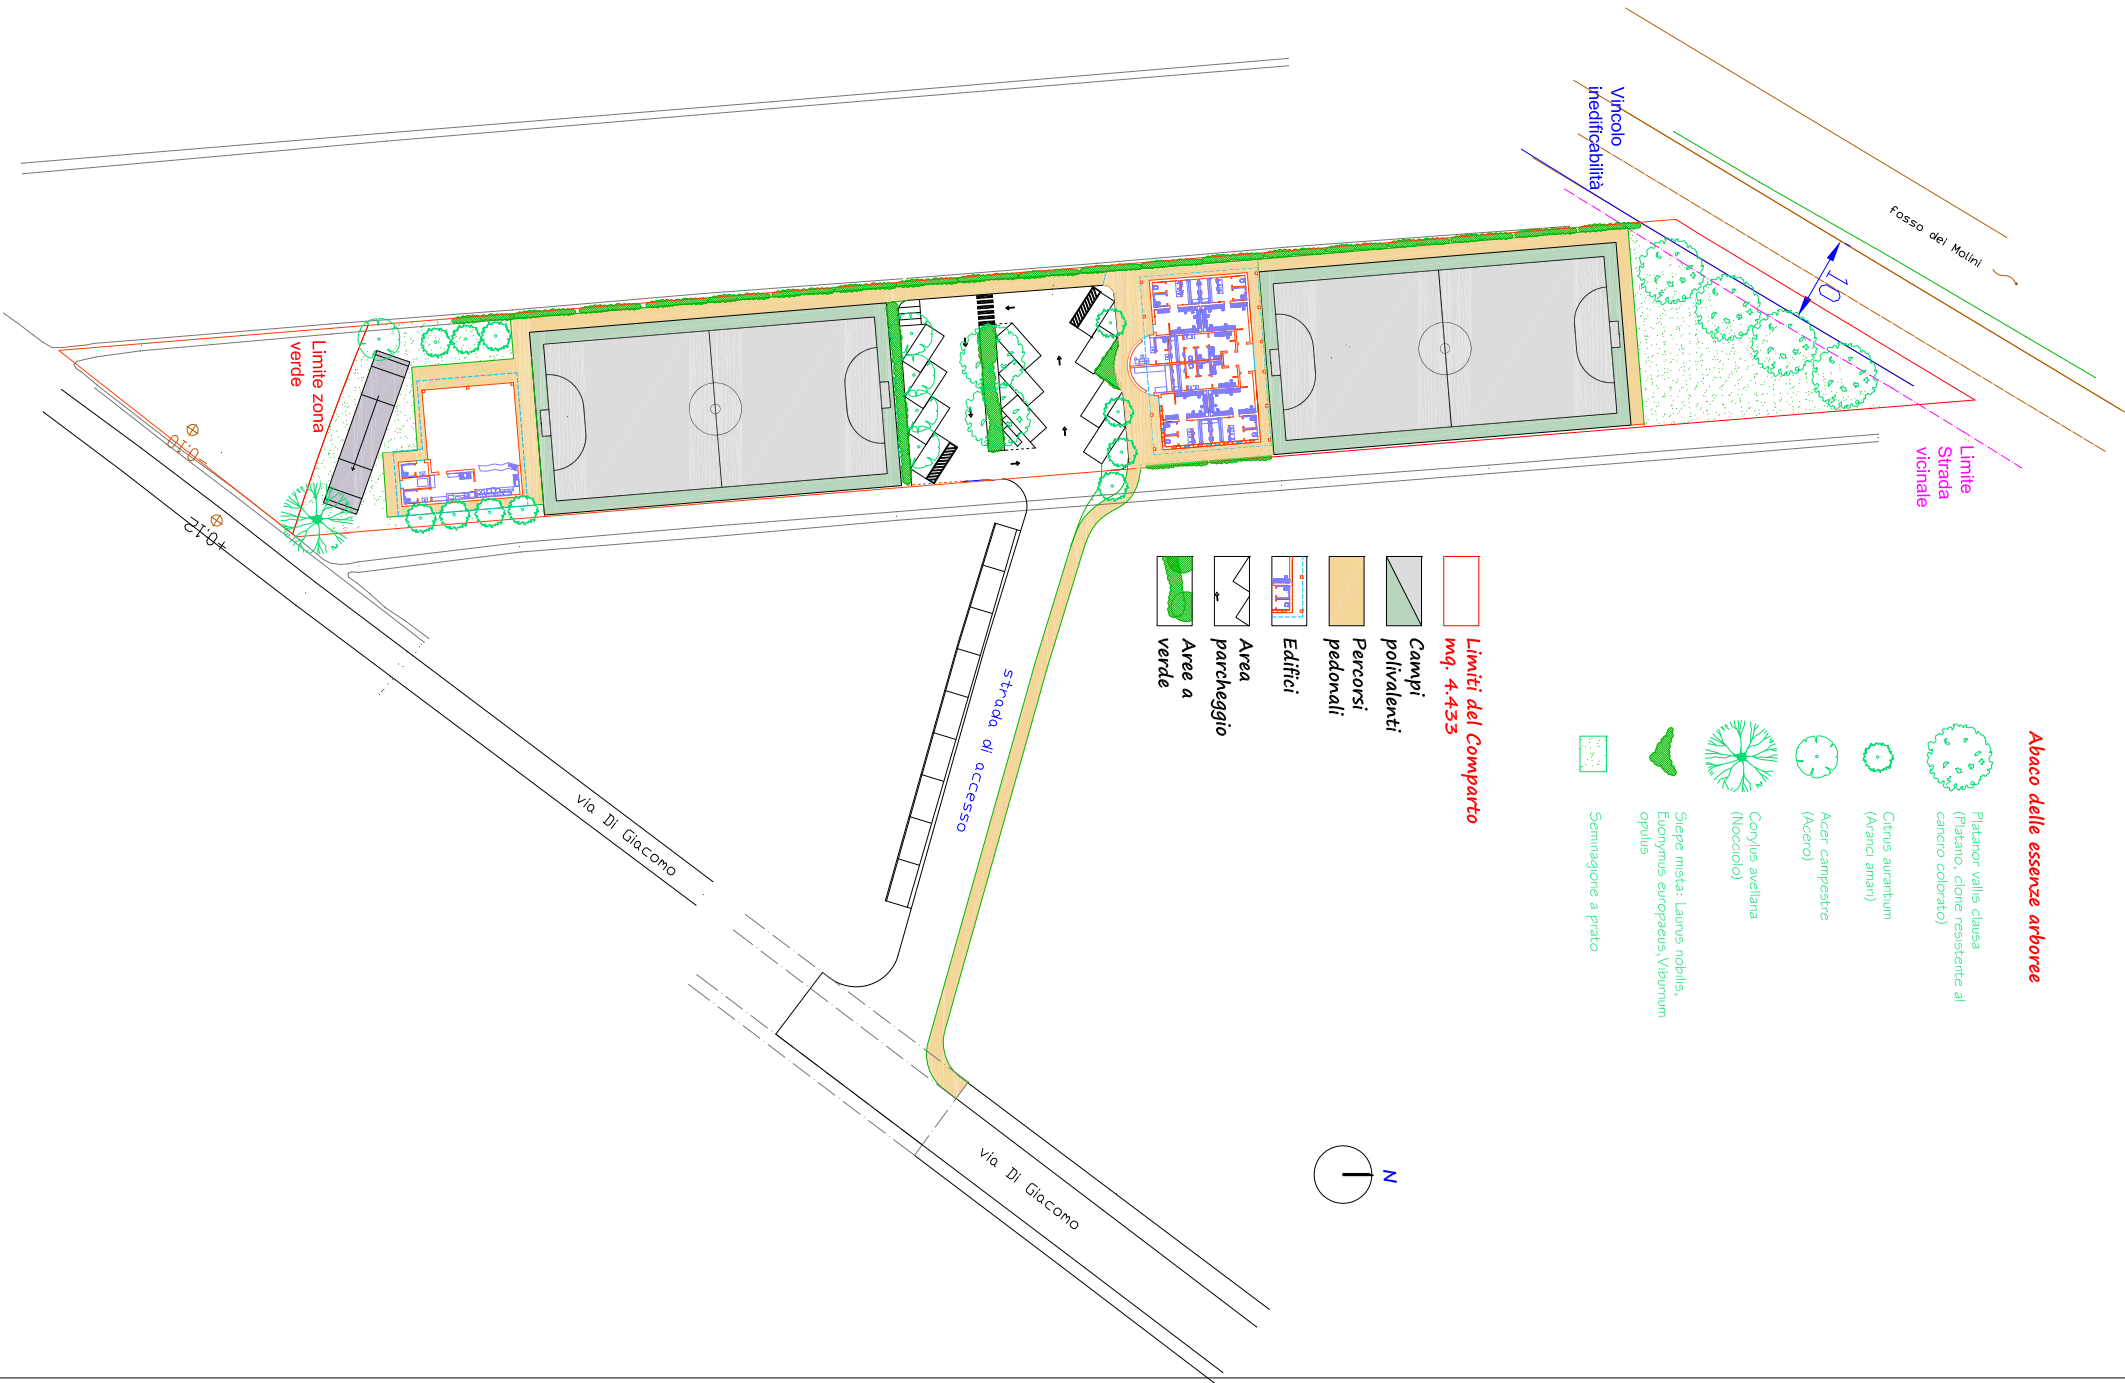 Vincolo
inedificabilità
fosso dei Molini
10
Limite
Strada
vicinale
Limite zona
verde
-0.10
+0.12
Limiti del Comparto
mq. 4.433
Campi
polivalenti
Percorsi
pedonali
Edifici
Area
parcheggio
Aree a
verde
strada di accesso
via Di Giacomo
via Di Giacomo
N
Abaco delle essenze arboree
Platanor vallis clausa
(Platano, clone resistente al
cancro colorato)
Citrus aurantium
(Aranci amari)
Acer campestre
(Acero)
Corylus avellana
(Nocciolo)
Siepe mista: Laurus nobilis,
Euonymus europaeus, Viburnum
opulus
Seminagione a prato